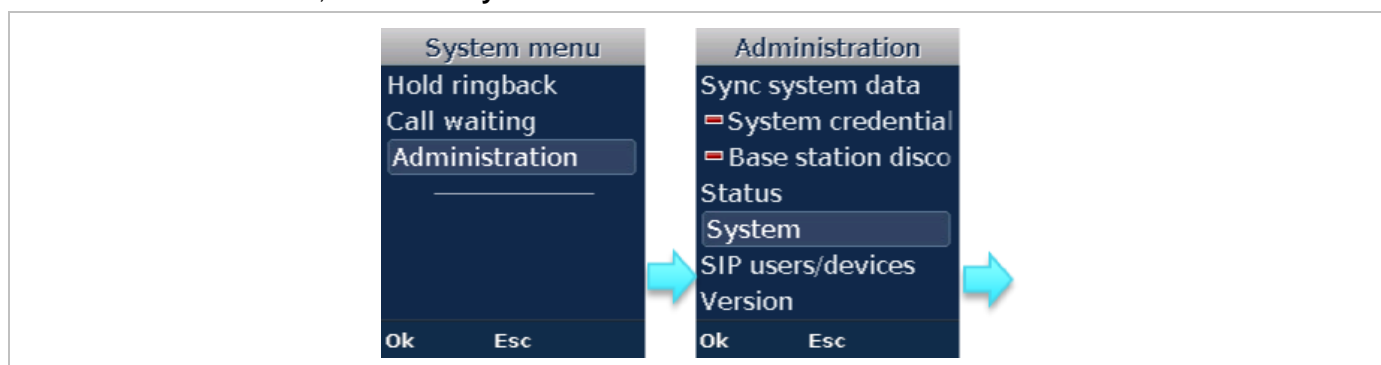 System menu
Hold ringback
Call waiting
Administration
Ok Esc
Administration
Sync system data
System credential
Base station disco
Status
System
SIP users/devices
Version
Ok Esc